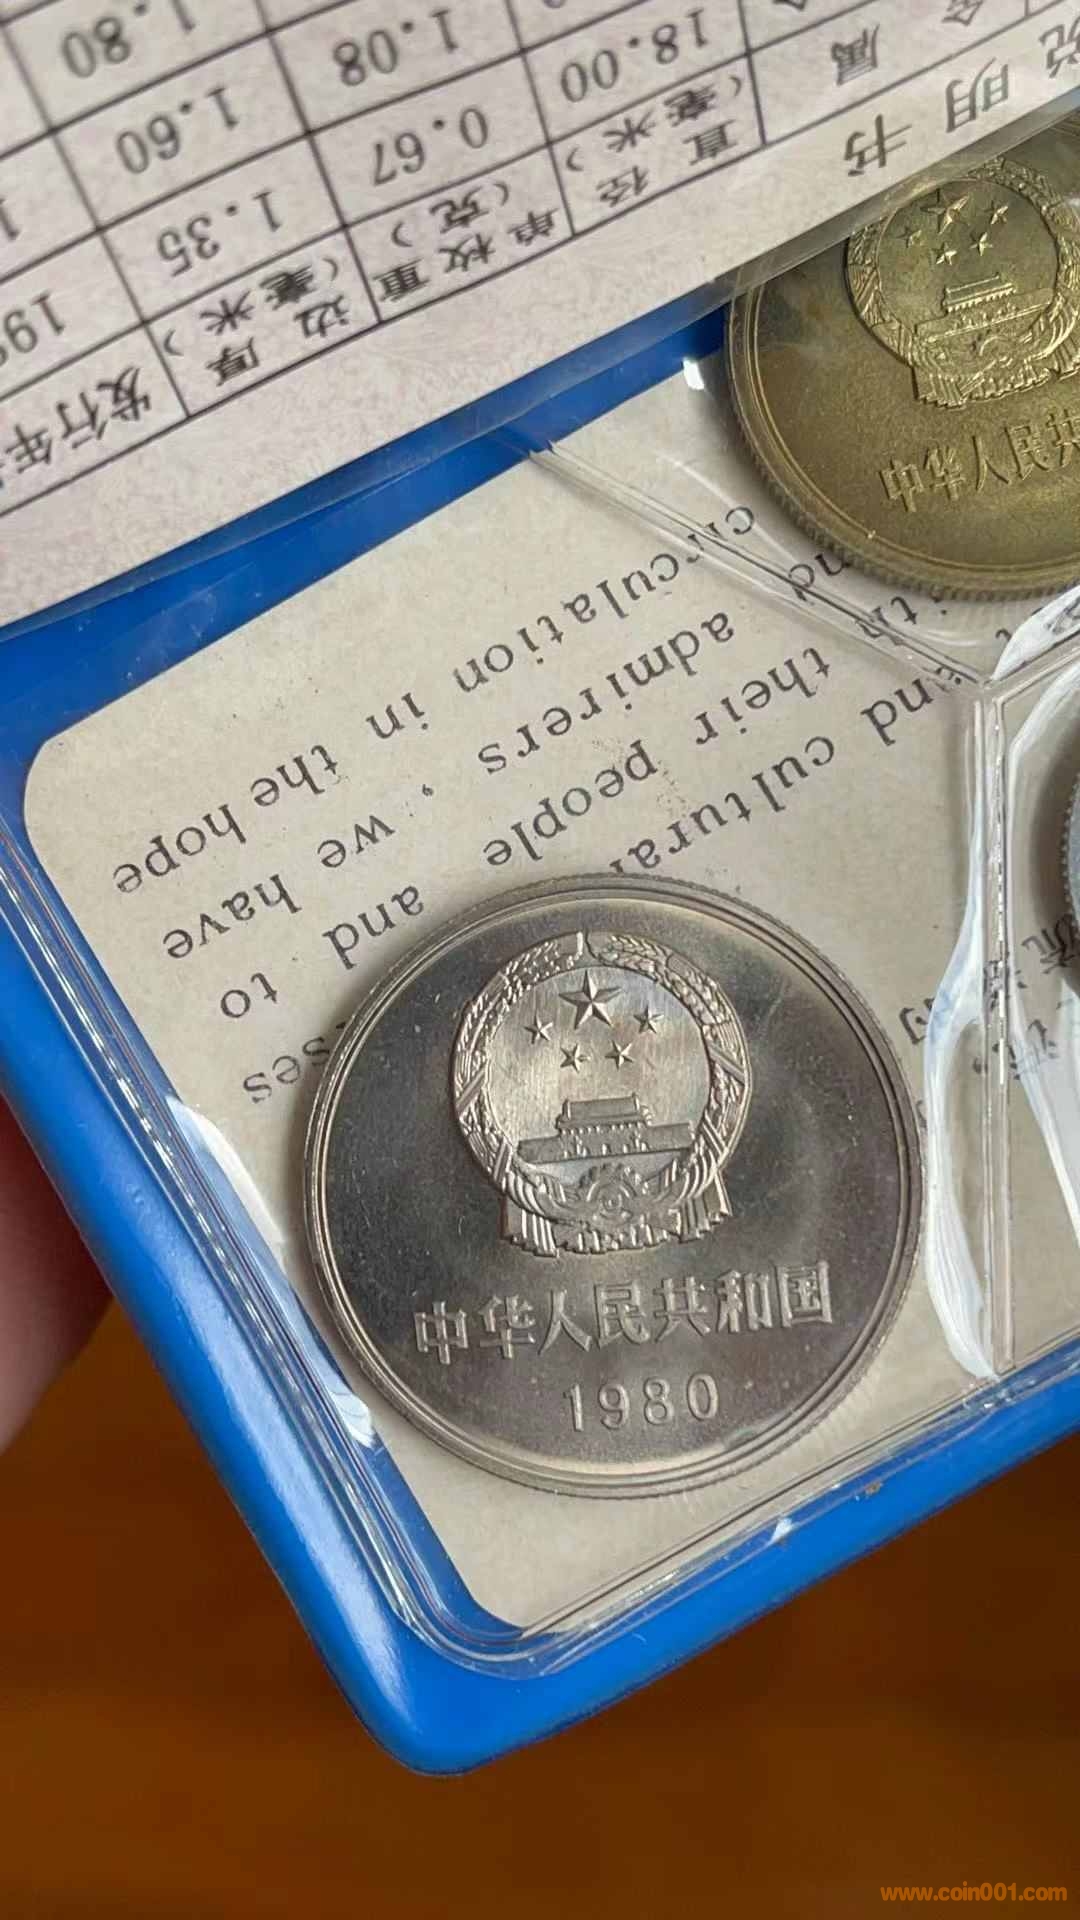 说明书
金属
直径
（毫米）
18.00
单枚重
（克）
0.67
1.08
边厚
（毫米）
1.35
1.60
1.80
发行年
circulation in the hope
admirers, we have
their people and to
and cultural
ses
中华人民共
中华人民共和国
1980
www.coin001.com